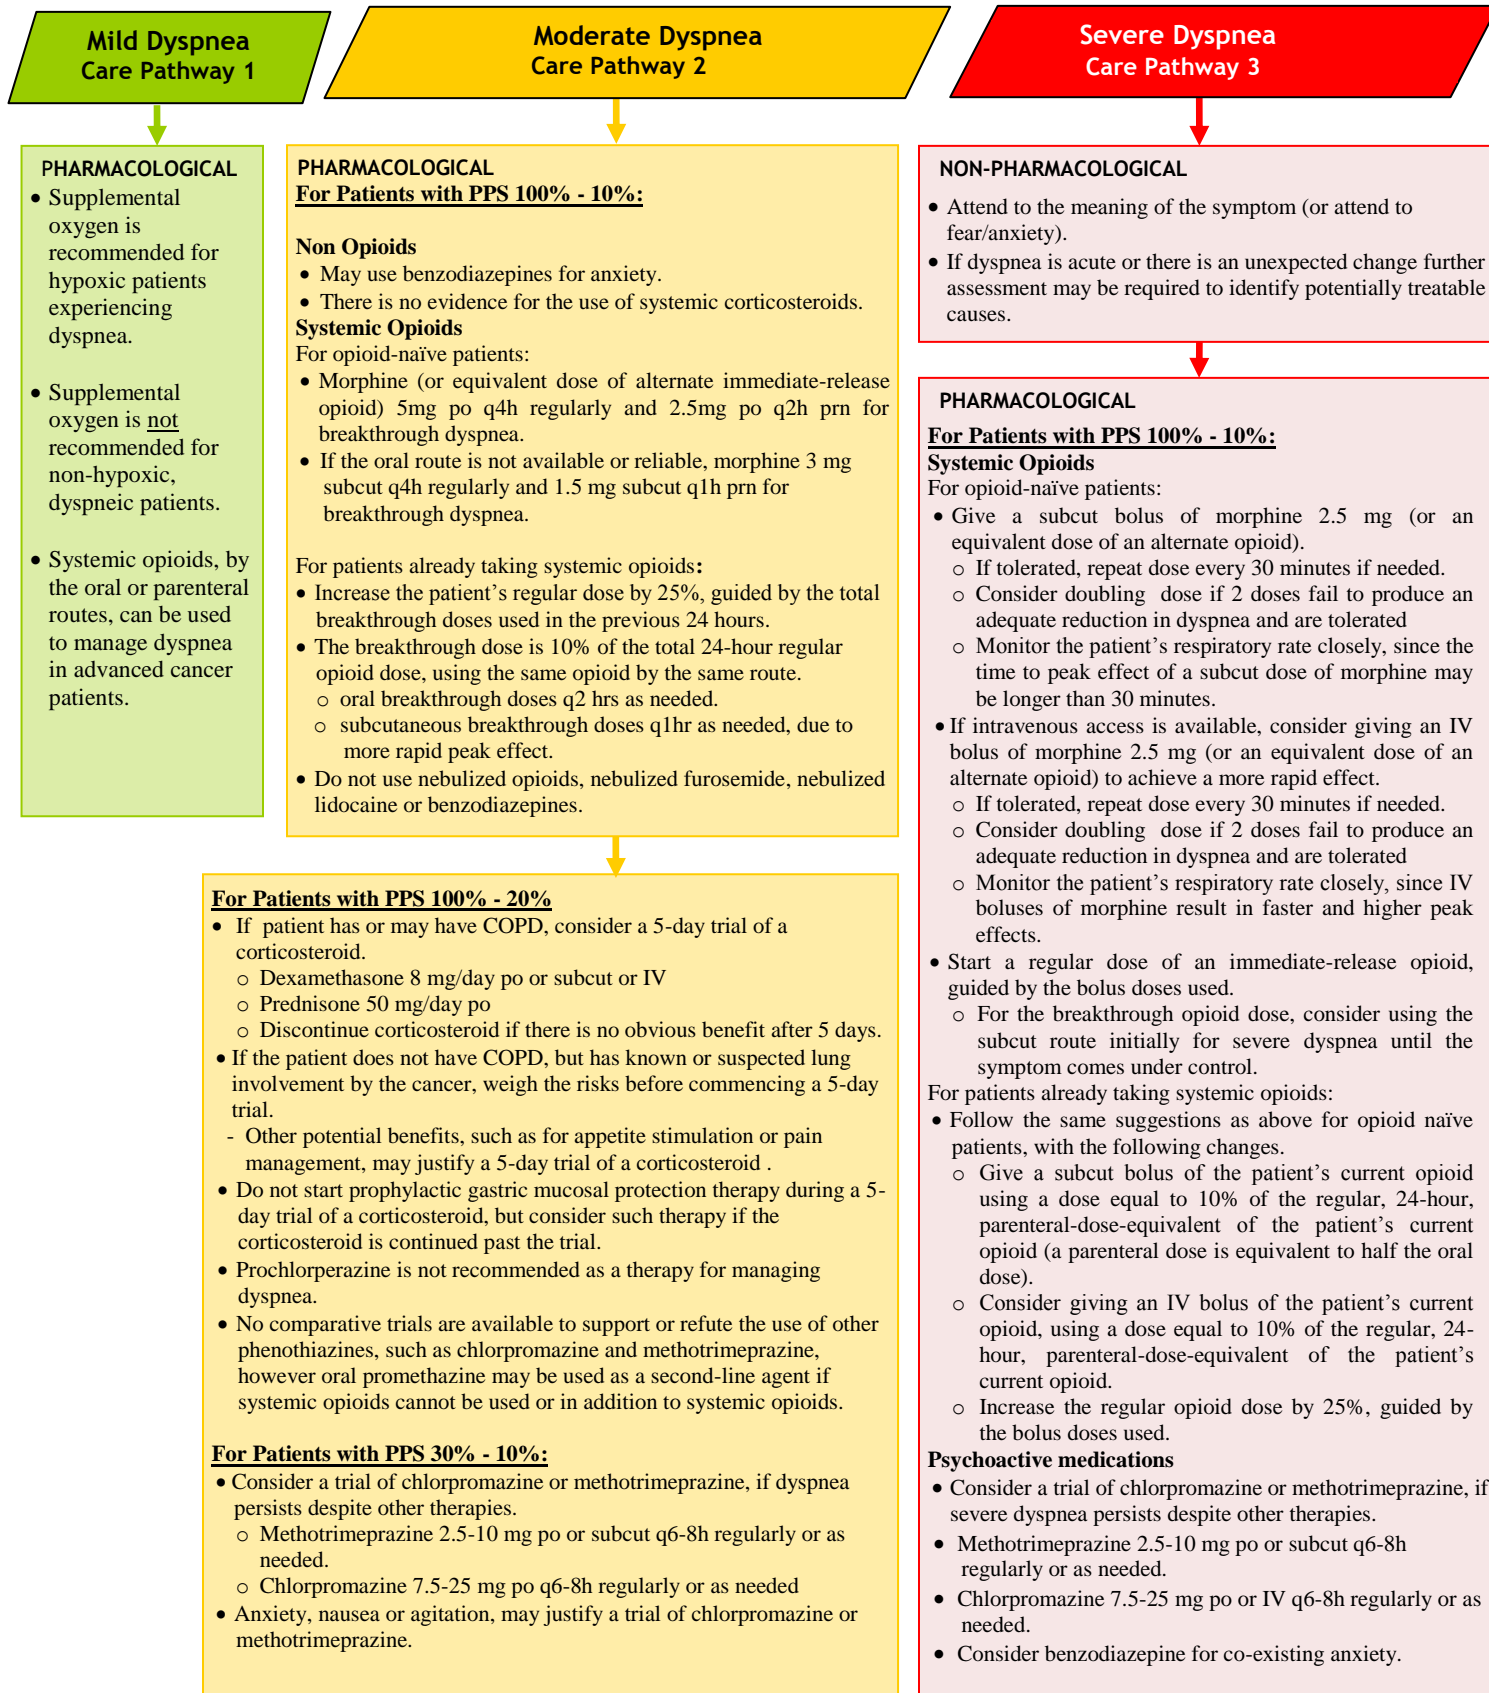 Mild Dyspnea
Care Pathway 1
Moderate Dyspnea
Care Pathway 2
Severe Dyspnea
Care Pathway 3
PHARMACOLOGICAL
• Supplemental
oxygen is
recommended for
hypoxic patients
experiencing
dyspnea.
• Supplemental
oxygen is not
recommended for
non-hypoxic,
dyspneic patients.
• Systemic opioids, by
the oral or parenteral
routes, can be used
to manage dyspnea
in advanced cancer
patients.
PHARMACOLOGICAL
For Patients with PPS 100% - 10%:
Non Opioids
• May use benzodiazepines for anxiety.
• There is no evidence for the use of systemic corticosteroids.
Systemic Opioids
For opioid-naïve patients:
• Morphine (or equivalent dose of alternate immediate-release
opioid) 5mg po q4h regularly and 2.5mg po q2h prn for
breakthrough dyspnea.
• If the oral route is not available or reliable, morphine 3 mg
subcut q4h regularly and 1.5 mg subcut q1h prn for
breakthrough dyspnea.
For patients already taking systemic opioids:
• Increase the patient's regular dose by 25%, guided by the total
breakthrough doses used in the previous 24 hours.
• The breakthrough dose is 10% of the total 24-hour regular
opioid dose, using the same opioid by the same route.
o oral breakthrough doses q2 hrs as needed.
o subcutaneous breakthrough doses q1hr as needed, due to
more rapid peak effect.
• Do not use nebulized opioids, nebulized furosemide, nebulized
lidocaine or benzodiazepines.
For Patients with PPS 100% - 20%
• If patient has or may have COPD, consider a 5-day trial of a
corticosteroid.
o Dexamethasone 8 mg/day po or subcut or IV
o Prednisone 50 mg/day po
o Discontinue corticosteroid if there is no obvious benefit after 5 days.
• If the patient does not have COPD, but has known or suspected lung
involvement by the cancer, weigh the risks before commencing a 5-day
trial.
- Other potential benefits, such as for appetite stimulation or pain
management, may justify a 5-day trial of a corticosteroid .
• Do not start prophylactic gastric mucosal protection therapy during a 5-
day trial of a corticosteroid, but consider such therapy if the
corticosteroid is continued past the trial.
• Prochlorperazine is not recommended as a therapy for managing
dyspnea.
• No comparative trials are available to support or refute the use of other
phenothiazines, such as chlorpromazine and methotrimeprazine,
however oral promethazine may be used as a second-line agent if
systemic opioids cannot be used or in addition to systemic opioids.
For Patients with PPS 30% - 10%:
• Consider a trial of chlorpromazine or methotrimeprazine, if dyspnea
persists despite other therapies.
o Methotrimeprazine 2.5-10 mg po or subcut q6-8h regularly or as
needed.
o Chlorpromazine 7.5-25 mg po q6-8h regularly or as needed
• Anxiety, nausea or agitation, may justify a trial of chlorpromazine or
methotrimeprazine.
NON-PHARMACOLOGICAL
• Attend to the meaning of the symptom (or attend to
fear/anxiety).
• If dyspnea is acute or there is an unexpected change further
assessment may be required to identify potentially treatable
causes.
PHARMACOLOGICAL
For Patients with PPS 100% - 10%:
Systemic Opioids
For opioid-naïve patients:
• Give a subcut bolus of morphine 2.5 mg (or an
equivalent dose of an alternate opioid).
o If tolerated, repeat dose every 30 minutes if needed.
o Consider doubling dose if 2 doses fail to produce an
adequate reduction in dyspnea and are tolerated
o Monitor the patient's respiratory rate closely, since the
time to peak effect of a subcut dose of morphine may
be longer than 30 minutes.
• If intravenous access is available, consider giving an IV
bolus of morphine 2.5 mg (or an equivalent dose of an
alternate opioid) to achieve a more rapid effect.
o If tolerated, repeat dose every 30 minutes if needed.
o Consider doubling dose if 2 doses fail to produce an
adequate reduction in dyspnea and are tolerated
o Monitor the patient's respiratory rate closely, since IV
boluses of morphine result in faster and higher peak
effects.
• Start a regular dose of an immediate-release opioid,
guided by the bolus doses used.
o For the breakthrough opioid dose, consider using the
subcut route initially for severe dyspnea until the
symptom comes under control.
For patients already taking systemic opioids:
• Follow the same suggestions as above for opioid naïve
patients, with the following changes.
o Give a subcut bolus of the patient's current opioid
using a dose equal to 10% of the regular, 24-hour,
parenteral-dose-equivalent of the patient's current
opioid (a parenteral dose is equivalent to half the oral
dose).
o Consider giving an IV bolus of the patient's current
opioid, using a dose equal to 10% of the regular, 24-
hour, parenteral-dose-equivalent of the patient's
current opioid.
o Increase the regular opioid dose by 25%, guided by
the bolus doses used.
Psychoactive medications
• Consider a trial of chlorpromazine or methotrimeprazine, if
severe dyspnea persists despite other therapies.
• Methotrimeprazine 2.5-10 mg po or subcut q6-8h
regularly or as needed.
• Chlorpromazine 7.5-25 mg po or IV q6-8h regularly or as
needed.
• Consider benzodiazepine for co-existing anxiety.